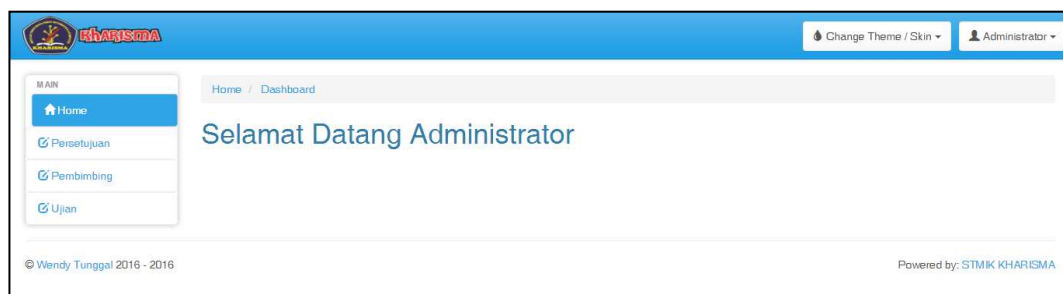 KHARISMA
KHARISMA
Change Theme / Skin
Administrator
MAIN
Home
Persetujuan
Pembimbing
Ujian
Home / Dashboard
Selamat Datang Administrator
© Wendy Tunggal 2016 - 2016
Powered by: STMIK KHARISMA